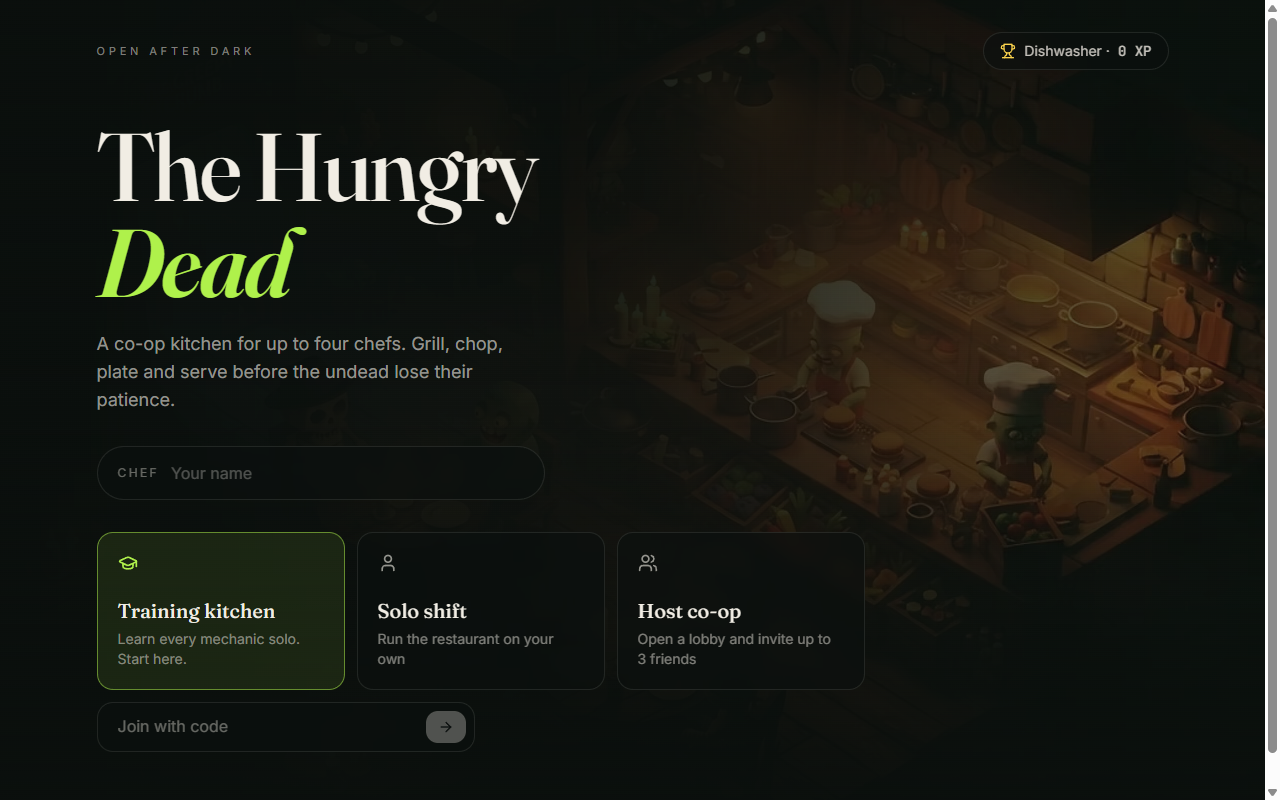 OPEN AFTER DARK
Dishwasher · 0 XP
The Hungry
Dead
A co-op kitchen for up to four chefs. Grill, chop,
plate and serve before the undead lose their
patience.
CHEF Your name
Training kitchen
Learn every mechanic solo.
Start here.
Solo shift
Run the restaurant on your
own
Host co-op
Open a lobby and invite up to
3 friends
Join with code